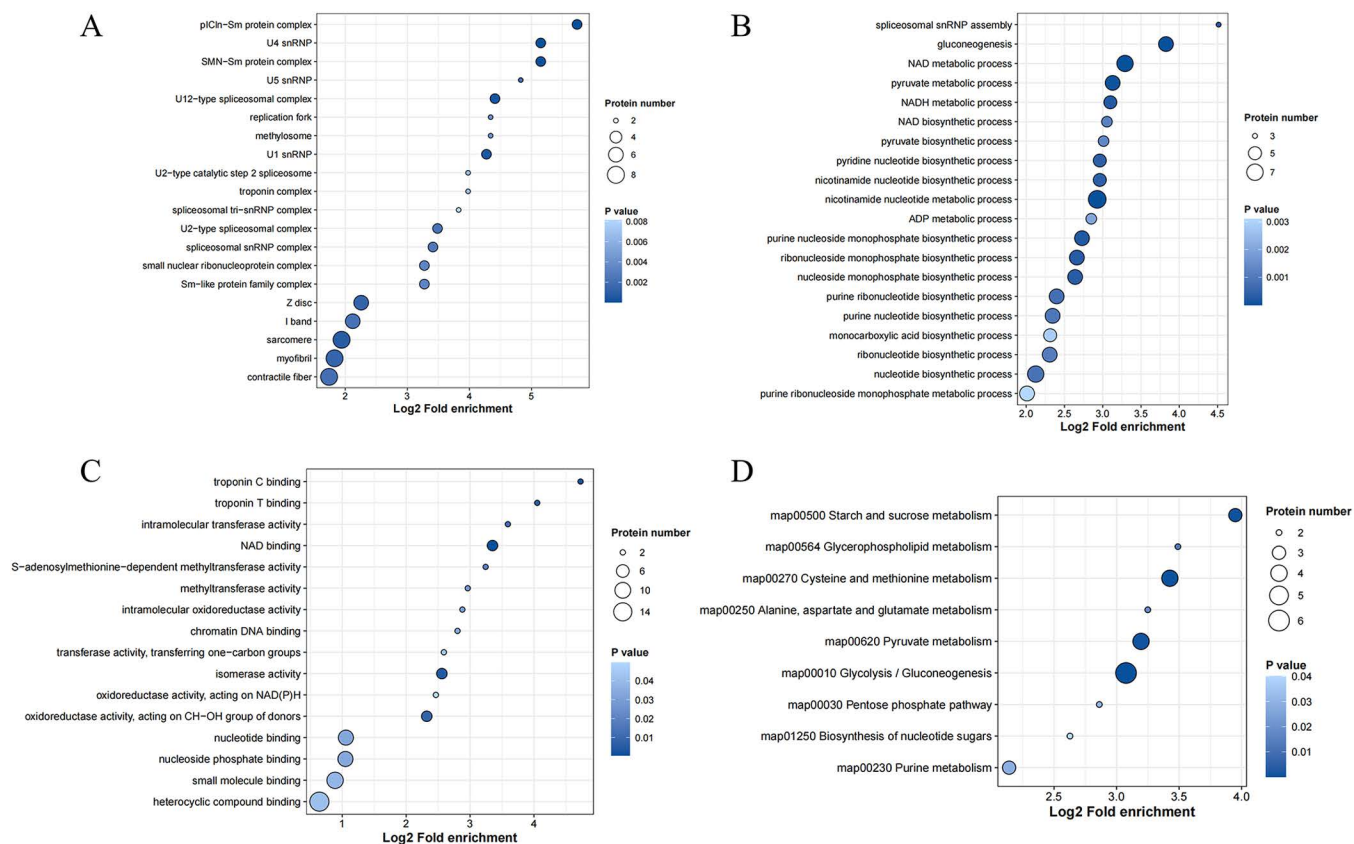 A
pICln−Sm protein complex
U4 snRNP
SMN−Sm protein complex
U5 snRNP
U12−type spliceosomal complex
replication fork
methylosome
U1 snRNP
U2−type catalytic step 2 spliceosome
troponin complex
spliceosomal tri−snRNP complex
U2−type spliceosomal complex
spliceosomal snRNP complex
small nuclear ribonucleoprotein complex
Sm−like protein family complex
Z disc
I band
sarcomere
myofibril
contractile fiber
2 3 4 5
Log2 Fold enrichment
Protein number
2
4
6
8
P value
0.008
0.006
0.004
0.002
B
spliceosomal snRNP assembly
gluconeogenesis
NAD metabolic process
pyruvate metabolic process
NADH metabolic process
NAD biosynthetic process
pyruvate biosynthetic process
pyridine nucleotide biosynthetic process
nicotinamide nucleotide biosynthetic process
nicotinamide nucleotide metabolic process
ADP metabolic process
purine nucleoside monophosphate biosynthetic process
ribonucleoside monophosphate biosynthetic process
nucleoside monophosphate biosynthetic process
purine ribonucleotide biosynthetic process
purine nucleotide biosynthetic process
monocarboxylic acid biosynthetic process
ribonucleotide biosynthetic process
nucleotide biosynthetic process
purine ribonucleoside monophosphate metabolic process
2.0 2.5 3.0 3.5 4.0 4.5
Log2 Fold enrichment
Protein number
3
5
7
P value
0.003
0.002
0.001
C
troponin C binding
troponin T binding
intramolecular transferase activity
NAD binding
S−adenosylmethionine−dependent methyltransferase activity
methyltransferase activity
intramolecular oxidoreductase activity
chromatin DNA binding
transferase activity, transferring one−carbon groups
isomerase activity
oxidoreductase activity, acting on NAD(P)H
oxidoreductase activity, acting on CH−OH group of donors
nucleotide binding
nucleoside phosphate binding
small molecule binding
heterocyclic compound binding
1 2 3 4
Log2 Fold enrichment
Protein number
2
6
10
14
P value
0.04
0.03
0.02
0.01
D
map00500 Starch and sucrose metabolism
map00564 Glycerophospholipid metabolism
map00270 Cysteine and methionine metabolism
map00250 Alanine, aspartate and glutamate metabolism
map00620 Pyruvate metabolism
map00010 Glycolysis / Gluconeogenesis
map00030 Pentose phosphate pathway
map01250 Biosynthesis of nucleotide sugars
map00230 Purine metabolism
2.5 3.0 3.5 4.0
Log2 Fold enrichment
Protein number
2
3
4
5
6
P value
0.04
0.03
0.02
0.01